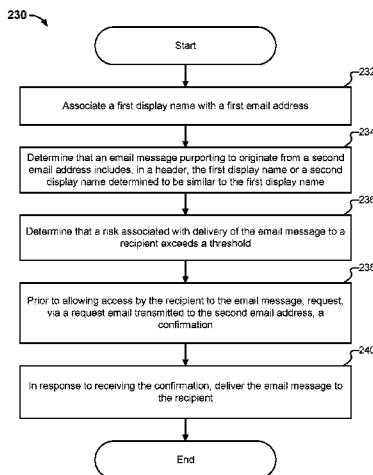 230
Start
232
Associate a first display name with a first email address
234
Determine that an email message purporting to originate from a second
email address includes, in a header, the first display name or a second
display name determined to be similar to the first display name
236
Determine that a risk associated with delivery of the email message to a
recipient exceeds a threshold
238
Prior to allowing access by the recipient to the email message, request,
via a request email transmitted to the second email address, a
confirmation
240
In response to receiving the confirmation, deliver the email message to
the recipient
End